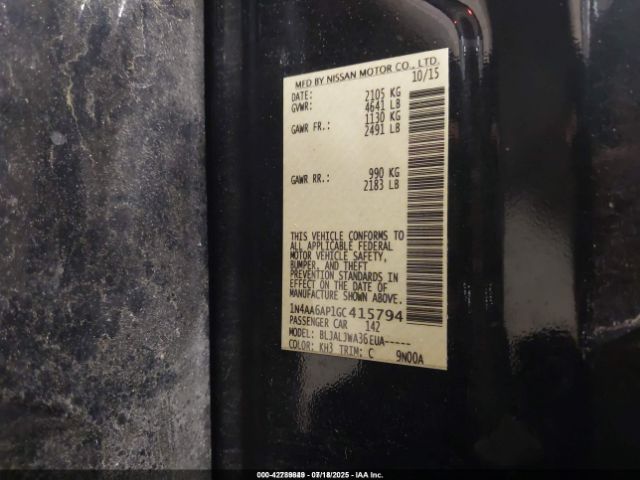 MFD BY NISSAN MOTOR CO., LTD.
DATE: 10/15
GVWR: 2105 KG
4641 LB
GAWR FR.: 1130 KG
2491 LB
GAWR RR.: 990 KG
2183 LB
THIS VEHICLE CONFORMS TO
ALL APPLICABLE FEDERAL
MOTOR VEHICLE SAFETY,
BUMPER, AND THEFT
PREVENTION STANDARDS IN
EFFECT ON THE DATE OF
MANUFACTURE SHOWN ABOVE.
1N4AA6AP1GC415794
PASSENGER CAR 142
MODEL: BLJALJWA36EUA-----
COLOR: KH3 TRIM: C 9N00A
07/18/2025 - IAA Inc.